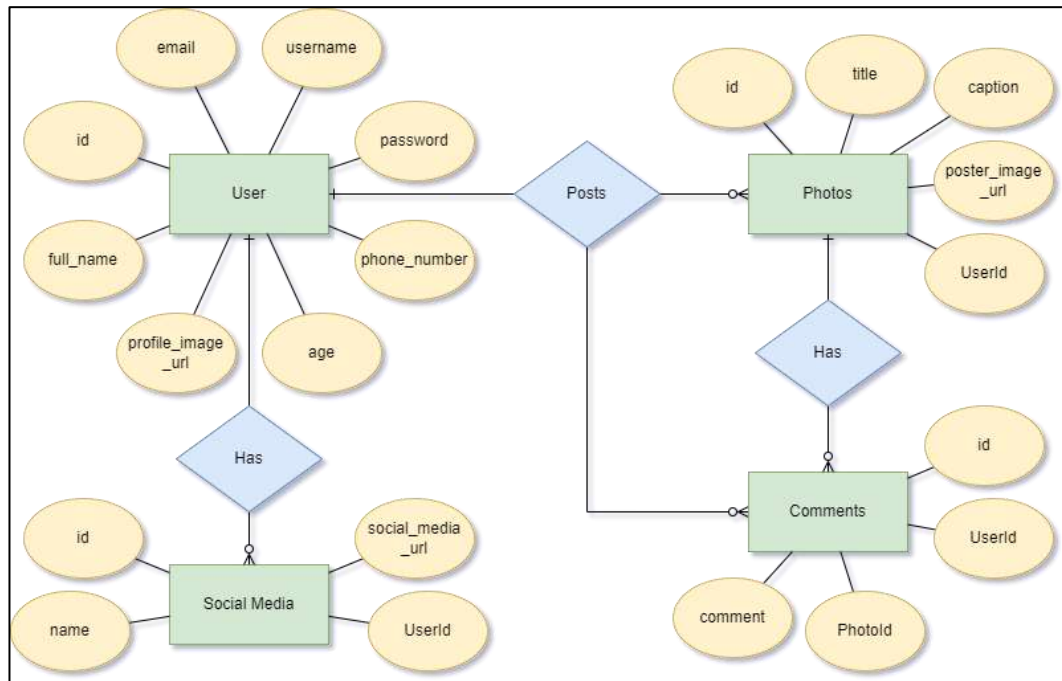 email
username
id
password
User
full_name
phone_number
profile_image
_url
age
Has
id
social_media
_url
Social Media
name
UserId
Posts
id
title
caption
Photos
poster_image
_url
UserId
Has
id
Comments
UserId
comment
PhotoId